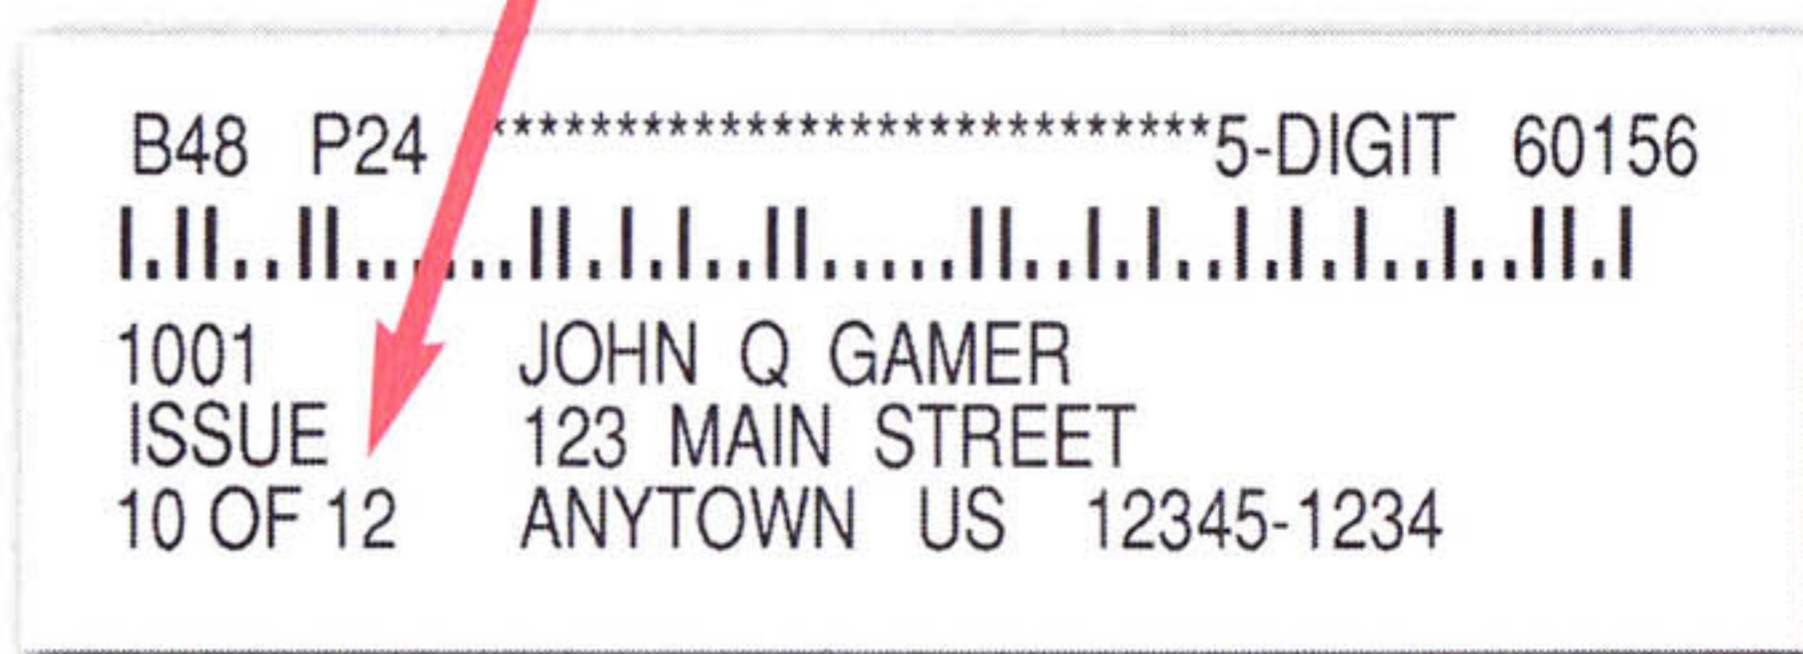 B48 P24 *****************************5-DIGIT 60156
1001 JOHN Q GAMER
ISSUE 123 MAIN STREET
10 OF 12 ANYTOWN US 12345-1234